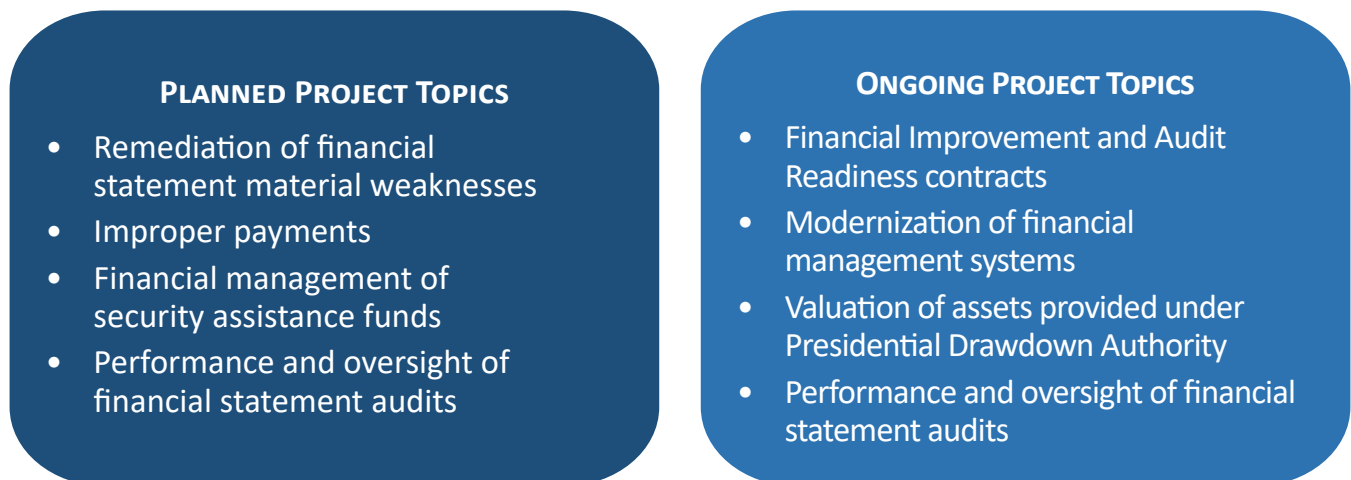 PLANNED PROJECT TOPICS
• Remediation of financial
statement material weaknesses
• Improper payments
• Financial management of
security assistance funds
• Performance and oversight of
financial statement audits
ONGOING PROJECT TOPICS
• Financial Improvement and Audit
Readiness contracts
• Modernization of financial
management systems
• Valuation of assets provided under
Presidential Drawdown Authority
• Performance and oversight of financial
statement audits